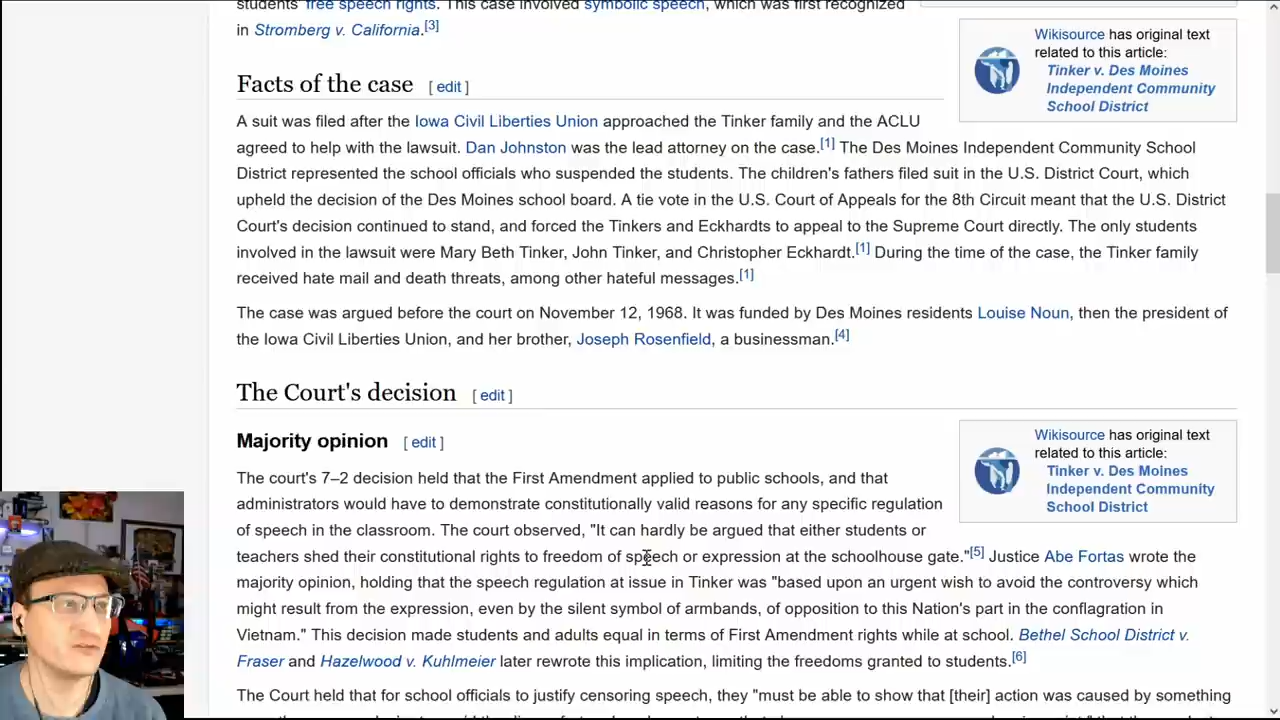 students' free speech rights. This case involved symbolic speech, which was first recognized
in Stromberg v. California.[3]
Wikisource has original text
related to this article:
Tinker v. Des Moines
Independent Community
School District
Facts of the case [ edit ]
A suit was filed after the Iowa Civil Liberties Union approached the Tinker family and the ACLU
agreed to help with the lawsuit. Dan Johnston was the lead attorney on the case.[1] The Des Moines Independent Community School
District represented the school officials who suspended the students. The children's fathers filed suit in the U.S. District Court, which
upheld the decision of the Des Moines school board. A tie vote in the U.S. Court of Appeals for the 8th Circuit meant that the U.S. District
Court's decision continued to stand, and forced the Tinkers and Eckhardts to appeal to the Supreme Court directly. The only students
involved in the lawsuit were Mary Beth Tinker, John Tinker, and Christopher Eckhardt.[1] During the time of the case, the Tinker family
received hate mail and death threats, among other hateful messages.[1]
The case was argued before the court on November 12, 1968. It was funded by Des Moines residents Louise Noun, then the president of
the Iowa Civil Liberties Union, and her brother, Joseph Rosenfield, a businessman.[4]
The Court's decision [ edit ]
Majority opinion [ edit ]
Wikisource has original text
related to this article:
Tinker v. Des Moines
Independent Community
School District
The court's 7–2 decision held that the First Amendment applied to public schools, and that
administrators would have to demonstrate constitutionally valid reasons for any specific regulation
of speech in the classroom. The court observed, "It can hardly be argued that either students or
teachers shed their constitutional rights to freedom of speech or expression at the schoolhouse gate."[5] Justice Abe Fortas wrote the
majority opinion, holding that the speech regulation at issue in Tinker was "based upon an urgent wish to avoid the controversy which
might result from the expression, even by the silent symbol of armbands, of opposition to this Nation's part in the conflagration in
Vietnam." This decision made students and adults equal in terms of First Amendment rights while at school. Bethel School District v.
Fraser and Hazelwood v. Kuhlmeier later rewrote this implication, limiting the freedoms granted to students.[6]
The Court held that for school officials to justify censoring speech, they "must be able to show that [their] action was caused by something